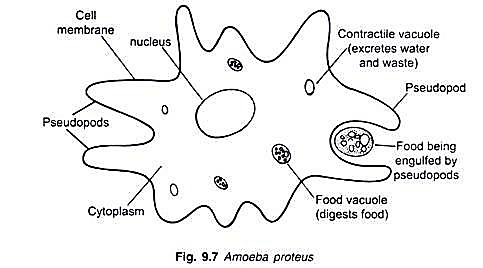 Cell
membrane
nucleus
Contractile vacuole
(excretes water
and waste)
Pseudopod
Pseudopods
Food being
engulfed by
pseudopods
Food vacuole
(digests food)
Cytoplasm
Fig. 9.7 Amoeba proteus